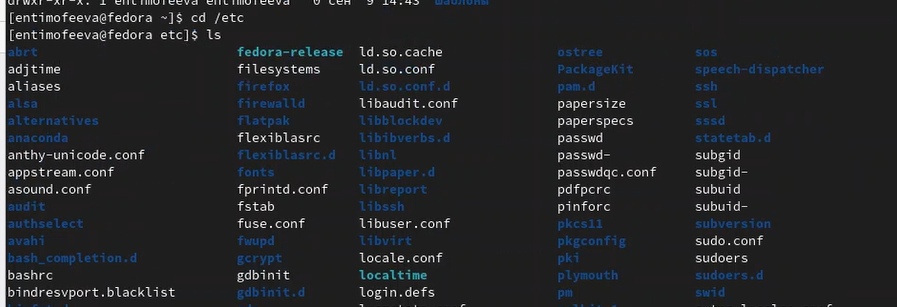 drwxr-xr-x. 1 entimofeeva entimofeeva 0 сен 9 14:43 Шаблоны
[entimofeeva@fedora ~]$ cd /etc
[entimofeeva@fedora etc]$ ls
abrt fedora-release ld.so.cache ostree sos
adjtime filesystems ld.so.conf PackageKit speech-dispatcher
aliases firefox ld.so.conf.d pam.d ssh
alsa firewalld libaudit.conf papersize ssl
alternatives flatpak libblockdev paperspecs sssd
anaconda flexiblasrc libibverbs.d passwd statetab.d
anthy-unicode.conf flexiblasrc.d libnl passwd- subgid
appstream.conf fonts libpaper.d passwdqc.conf subgid-
asound.conf fprintd.conf libreport pdfpcrc subuid
audit fstab libssh pinforc subuid-
authselect fuse.conf libuser.conf pkcs11 subversion
avahi fwupd libvirt pkgconfig sudo.conf
bash_completion.d gcrypt locale.conf pki sudoers
bashrc gdbinit localtime plymouth sudoers.d
bindresvport.blacklist gdbinit.d login.defs pm swid